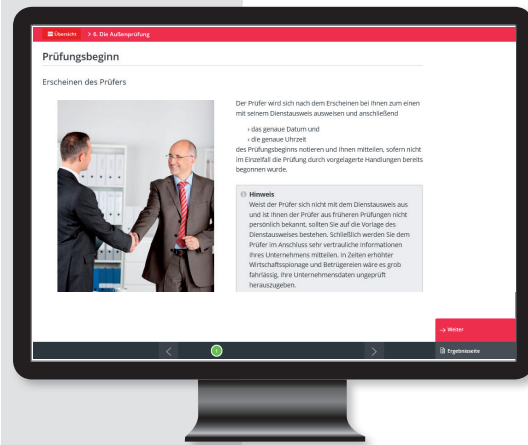 Übersicht > 6. Die Außenprüfung
Prüfungsbeginn
Erscheinen des Prüfers
Der Prüfer wird sich nach dem Erscheinen bei Ihnen zum einen
mit seinem Dienstausweis ausweisen und anschließend
› das genaue Datum und
› die genaue Uhrzeit
des Prüfungsbeginns notieren und Ihnen mitteilen, sofern nicht
im Einzelfall die Prüfung durch vorgelagerte Handlungen bereits
begonnen wurde.
Hinweis
Weist der Prüfer sich nicht mit dem Dienstausweis aus
und ist Ihnen der Prüfer aus früheren Prüfungen nicht
persönlich bekannt, sollten Sie auf die Vorlage des
Dienstausweises bestehen. Schließlich werden Sie dem
Prüfer im Anschluss sehr vertrauliche Informationen
Ihres Unternehmens mitteilen. In Zeiten erhöhter
Wirtschaftsspionage und Betrügereien wäre es grob
fahrlässig, Ihre Unternehmensdaten ungeprüft
herauszugeben.
→ Weiter
< 1 > Ergebnisseite